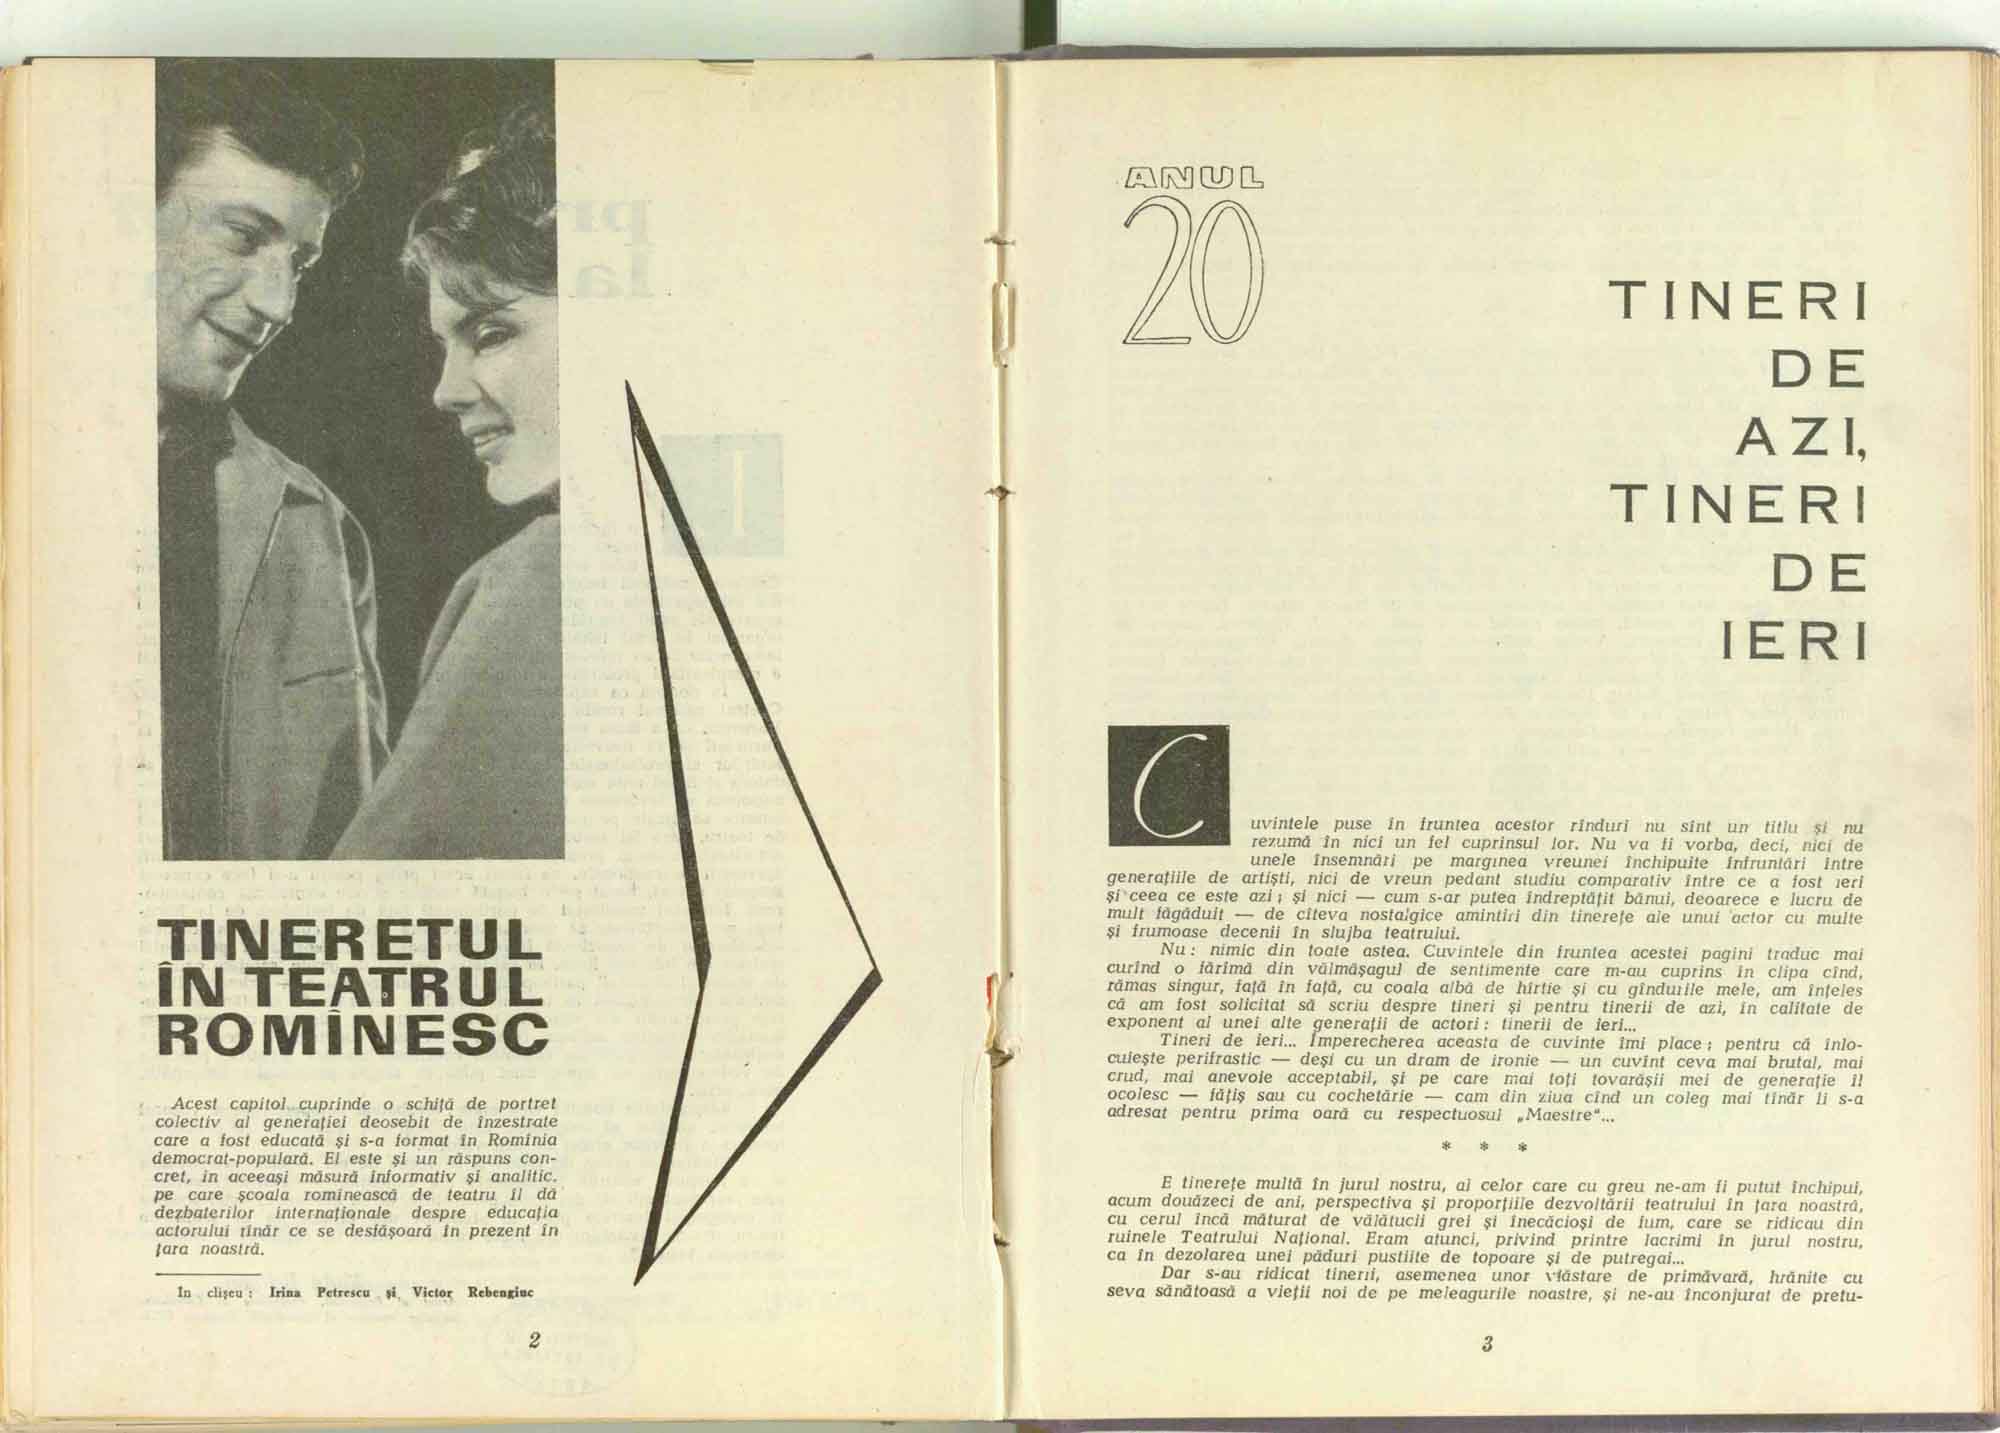 TINERETUL
ÎN TEATRUL
ROMÎNESC
Acest capitol cuprinde o schiță de portret
colectiv al generației deosebit de înzestrate
care a fost educată și s-a format în Romînia
democrat-populară. El este și un răspuns con-
cret, în aceeași măsură informativ și analitic,
pe care școala romînească de teatru îl dă
dezbaterilor internaționale despre educația
actorului tînăr ce se desfășoară în prezent în
țara noastră.
In clișeu : Irina Petrescu și Victor Rebengiuc
2
ANUL
20
TINERI
DE
AZI,
TINERI
DE
IERI
Cuvintele puse în fruntea acestor rînduri nu sînt un titlu și nu
rezumă în nici un fel cuprinsul lor. Nu va fi vorba, deci, nici de
unele însemnări pe marginea vreunei închipuite înfruntări între
generațiile de artiști, nici de vreun pedant studiu comparativ între ce a fost ieri
și ceea ce este azi ; și nici — cum s-ar putea îndreptățit bănui, deoarece e lucru de
mult făgăduit — de cîteva nostalgice amintiri din tinerețe ale unui actor cu multe
și frumoase decenii în slujba teatrului.
Nu : nimic din toate astea. Cuvintele din fruntea acestei pagini traduc mai
curînd o fărîmă din vălmășagul de sentimente care m-au cuprins în clipa cînd,
rămas singur, față în față, cu coala albă de hîrtie și cu gîndurile mele, am înțeles
că am fost solicitat să scriu despre tineri și pentru tinerii de azi, în calitate de
exponent al unei alte generații de actori : tinerii de ieri...
Tineri de ieri... Imperecherea aceasta de cuvinte îmi place ; pentru că înlo-
cuiește perifrastic — deși cu un dram de ironie — un cuvînt ceva mai brutal, mai
crud, mai anevoie acceptabil, și pe care mai toți tovarășii mei de generație îl
ocolesc — fățiș sau cu cochetărie — cam din ziua cînd un coleg mai tînăr li s-a
adresat pentru prima oară cu respectuosul „Maestre“...
* * *
E tinerețe multă în jurul nostru, al celor care cu greu ne-am fi putut închipui,
acum douăzeci de ani, perspectiva și proporțiile dezvoltării teatrului în țara noastră,
cu cerul încă măturat de vălătucii grei și înecăcioși de fum, care se ridicau din
ruinele Teatrului Național. Eram atunci, privind printre lacrimi în jurul nostru,
ca în dezolarea unei păduri pustiite de topoare și de putregai...
Dar s-au ridicat tinerii, asemenea unor vlăstare de primăvară, hrănite cu
seva sănătoasă a vieții noi de pe meleagurile noastre, și ne-au înconjurat de pretu-
3